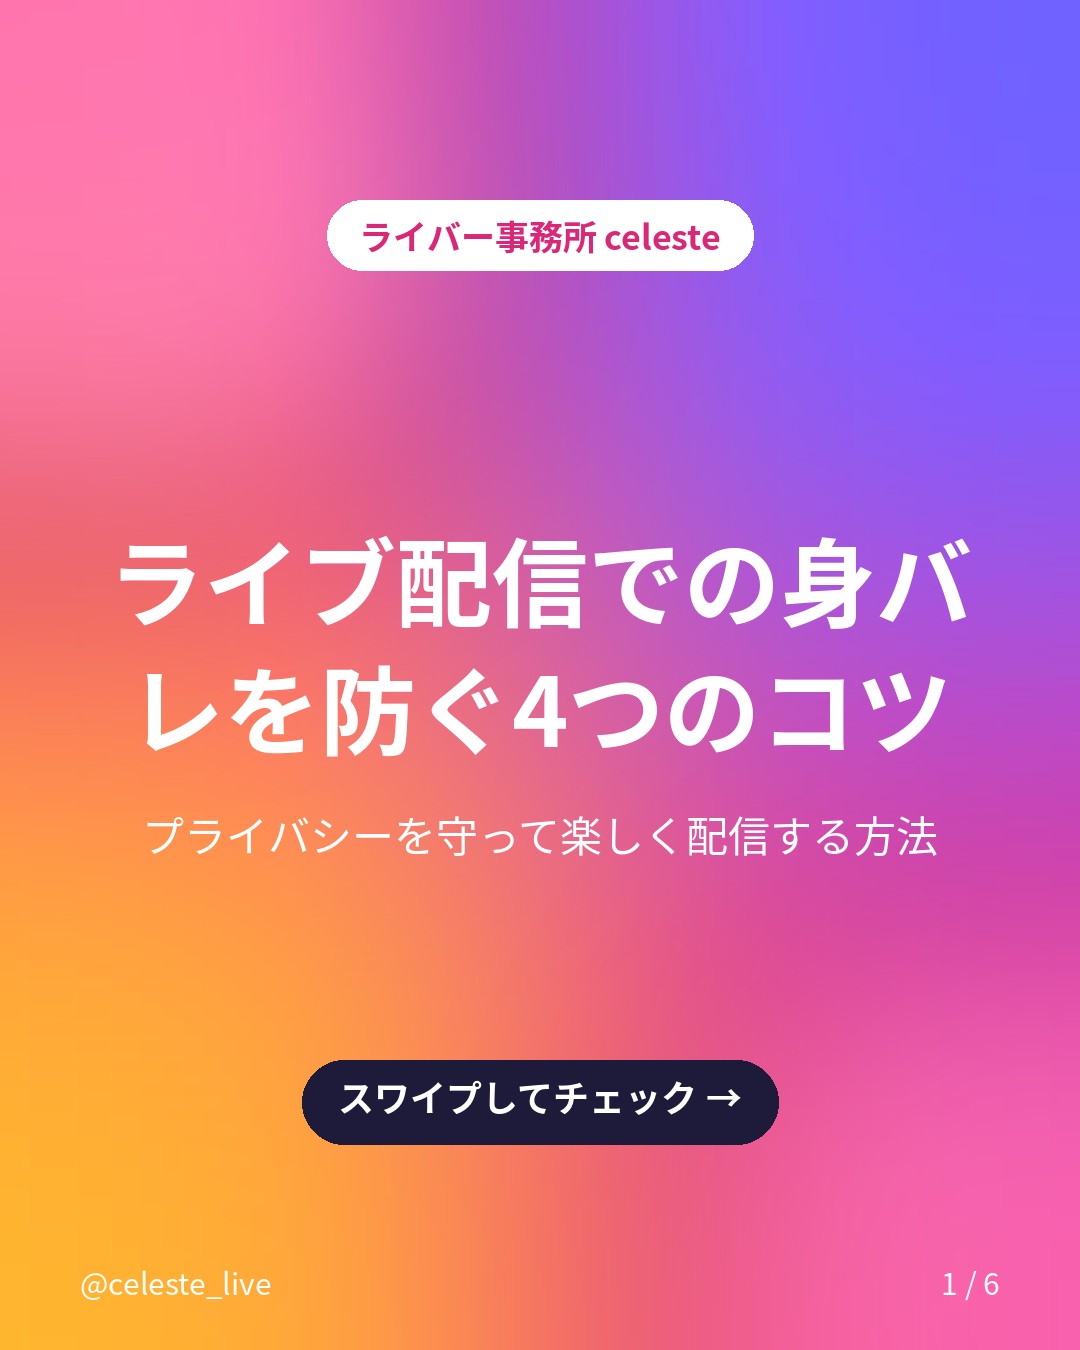 ライバー事務所 celeste
ライブ配信での身バ
レを防ぐ4つのコツ
プライバシーを守って楽しく配信する方法
スワイプしてチェック →
@celeste_live
1 / 6